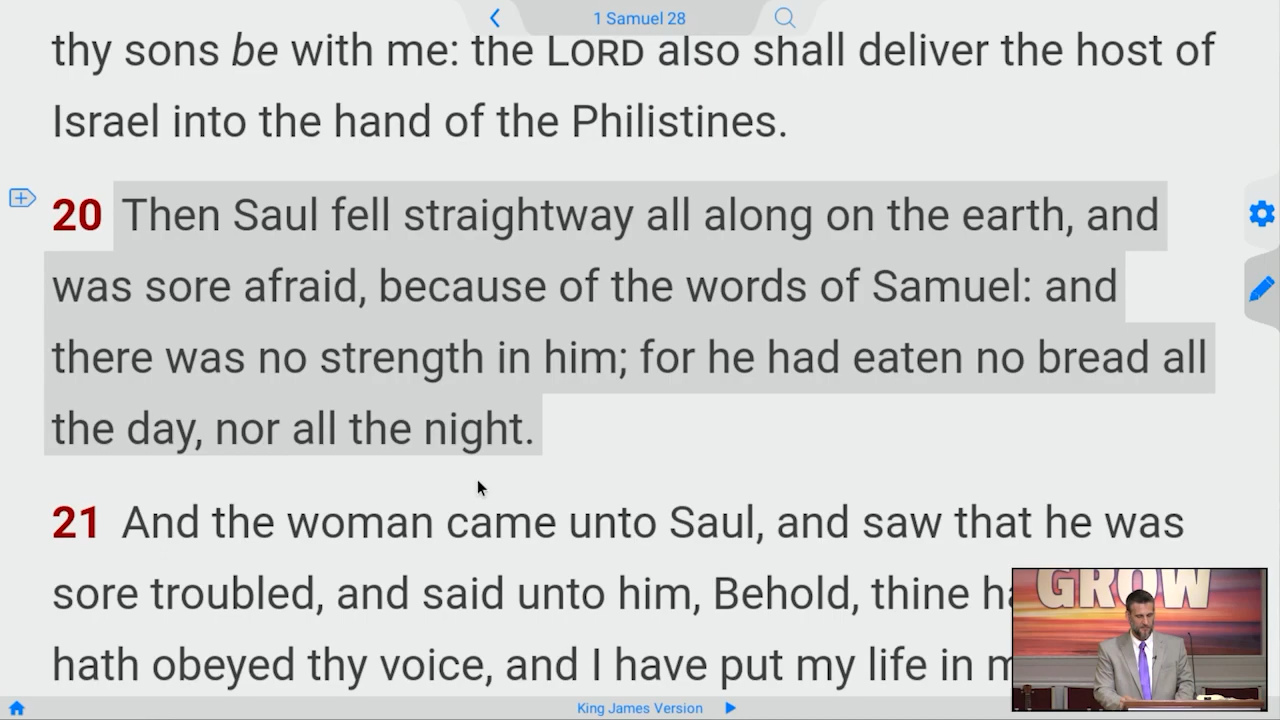 1 Samuel 28
thy sons be with me: the LORD also shall deliver the host of
Israel into the hand of the Philistines.
20 Then Saul fell straightway all along on the earth, and
was sore afraid, because of the words of Samuel: and
there was no strength in him; for he had eaten no bread all
the day, nor all the night.
21 And the woman came unto Saul, and saw that he was
sore troubled, and said unto him, Behold, thine
hath obeyed thy voice, and I have put my life in
GROW
King James Version